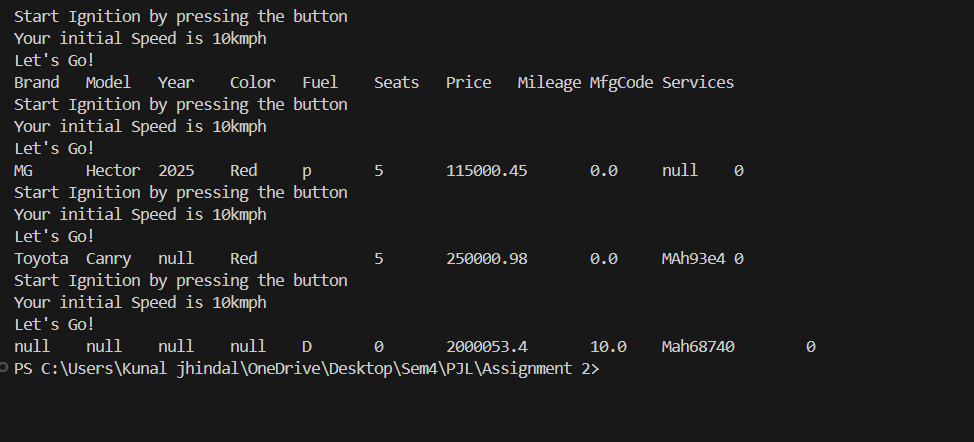 Start Ignition by pressing the button
Your initial Speed is 10kmph
Let's Go!
Brand Model Year Color Fuel Seats Price Mileage MfgCode Services
Start Ignition by pressing the button
Your initial Speed is 10kmph
Let's Go!
MG Hector 2025 Red p 5 115000.45 0.0 null 0
Start Ignition by pressing the button
Your initial Speed is 10kmph
Let's Go!
Toyota Canry null Red 5 250000.98 0.0 MAh93e4 0
Start Ignition by pressing the button
Your initial Speed is 10kmph
Let's Go!
null null null null D 0 2000053.4 10.0 Mah68740 0
PS C:\Users\Kunal jhindal\OneDrive\Desktop\Sem4\PJL\Assignment 2>